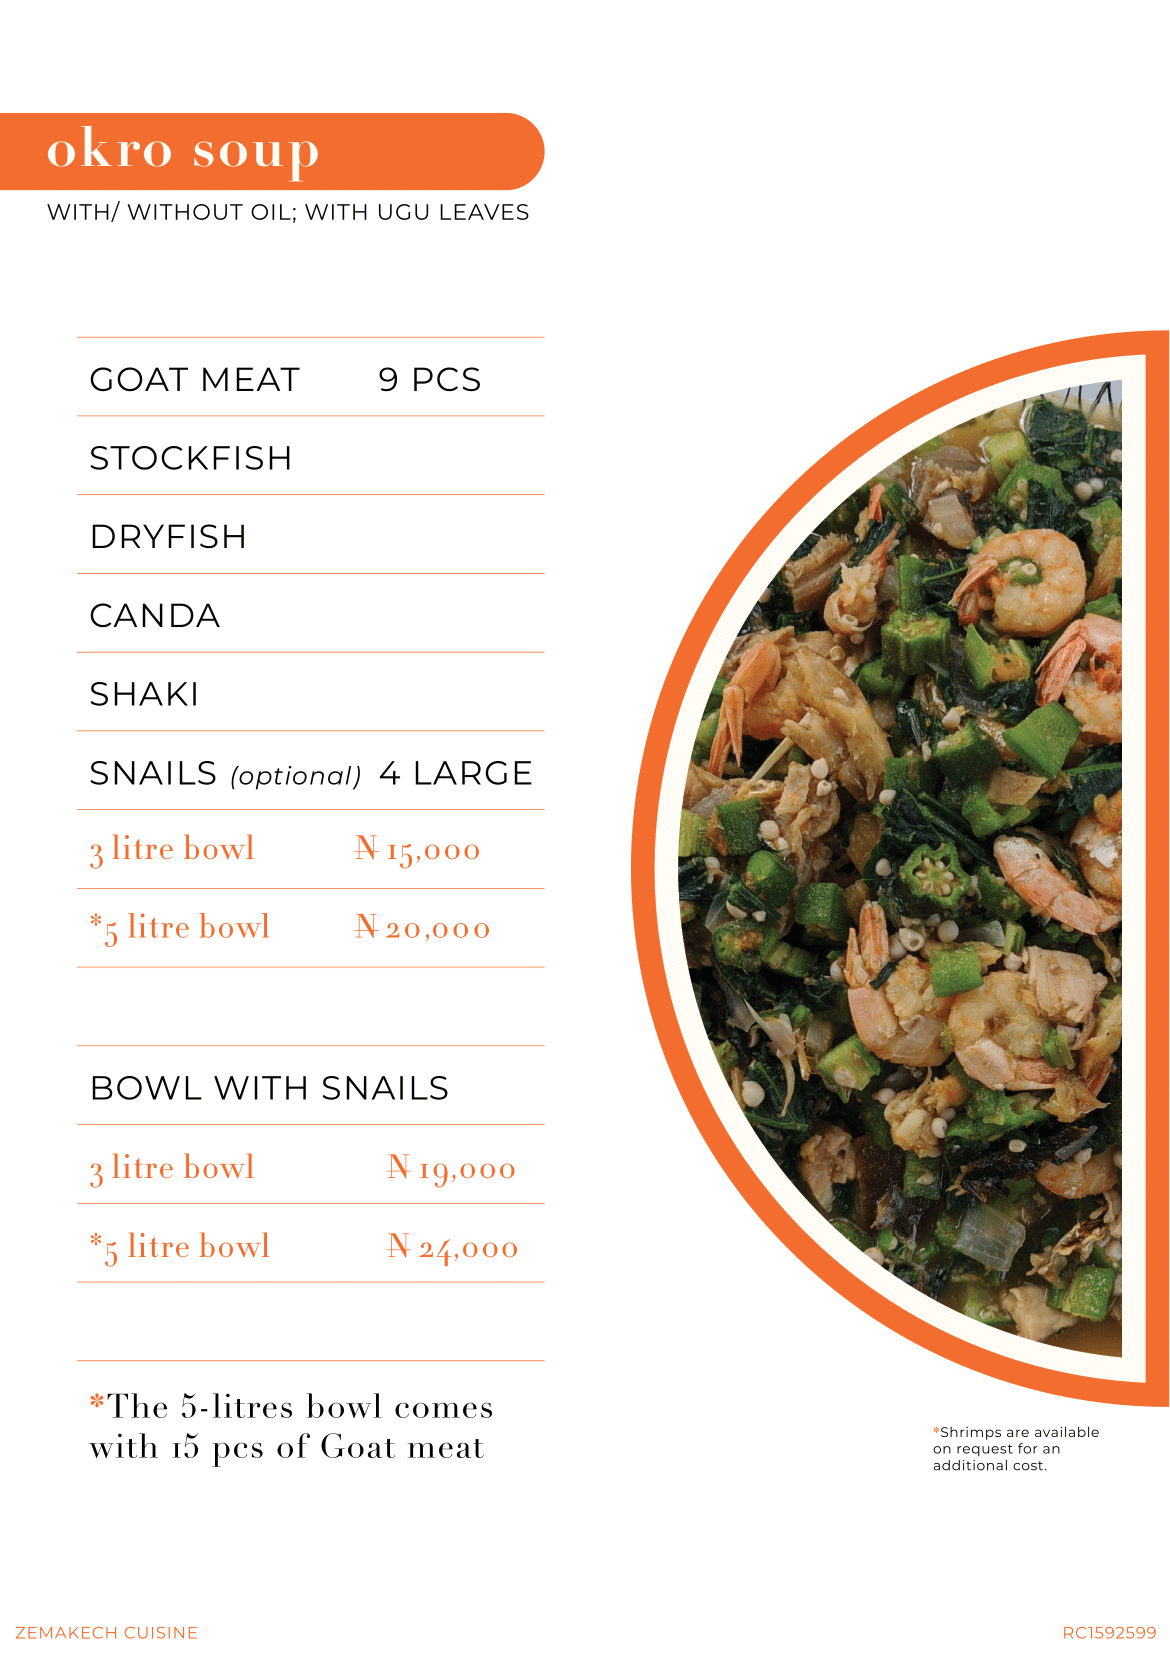 okro soup
WITH/ WITHOUT OIL; WITH UGU LEAVES
GOAT MEAT 9 PCS
STOCKFISH
DRYFISH
CANDA
SHAKI
SNAILS (optional) 4 LARGE
3 litre bowl ₦ 15,000
*5 litre bowl ₦ 20,000
BOWL WITH SNAILS
3 litre bowl ₦ 19,000
*5 litre bowl ₦ 24,000
*The 5-litres bowl comes
with 15 pcs of Goat meat
*Shrimps are available
on request for an
additional cost.
ZEMAKECH CUISINE
RC1592599